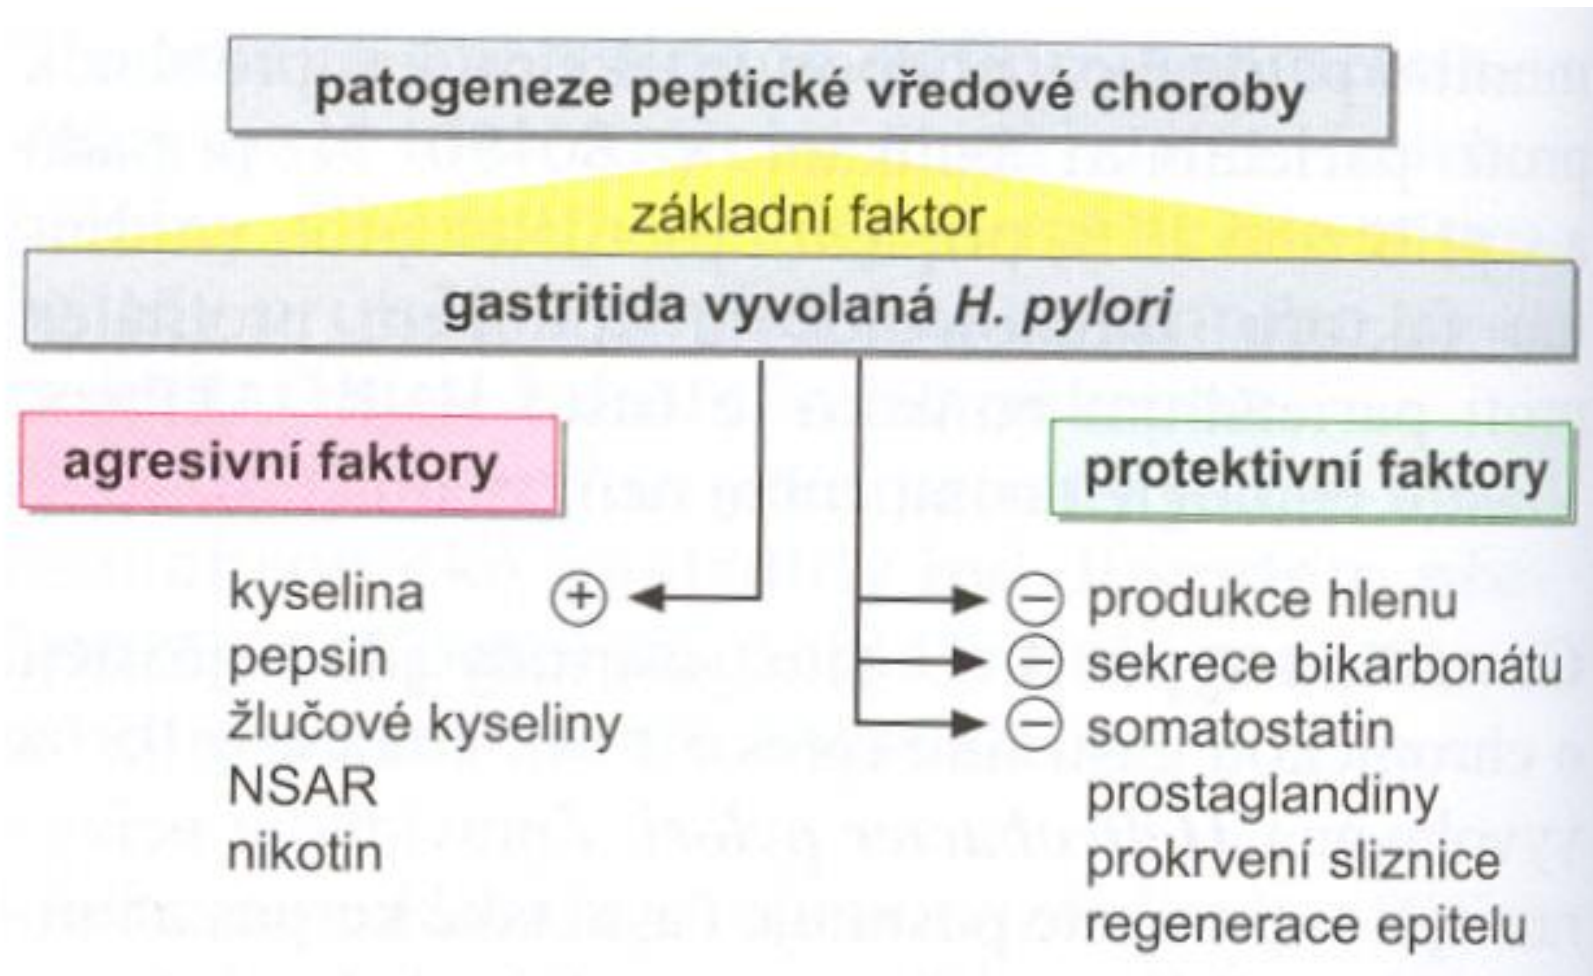 patogeneze peptické vředové choroby
základní faktor
gastritida vyvolaná H. pylori
agresivní faktory
kyselina +
pepsin
žlučové kyseliny
NSAR
nikotin
protektivní faktory
− produkce hlenu
− sekrece bikarbonátu
− somatostatin
prostaglandiny
prokrvení sliznice
regenerace epitelu